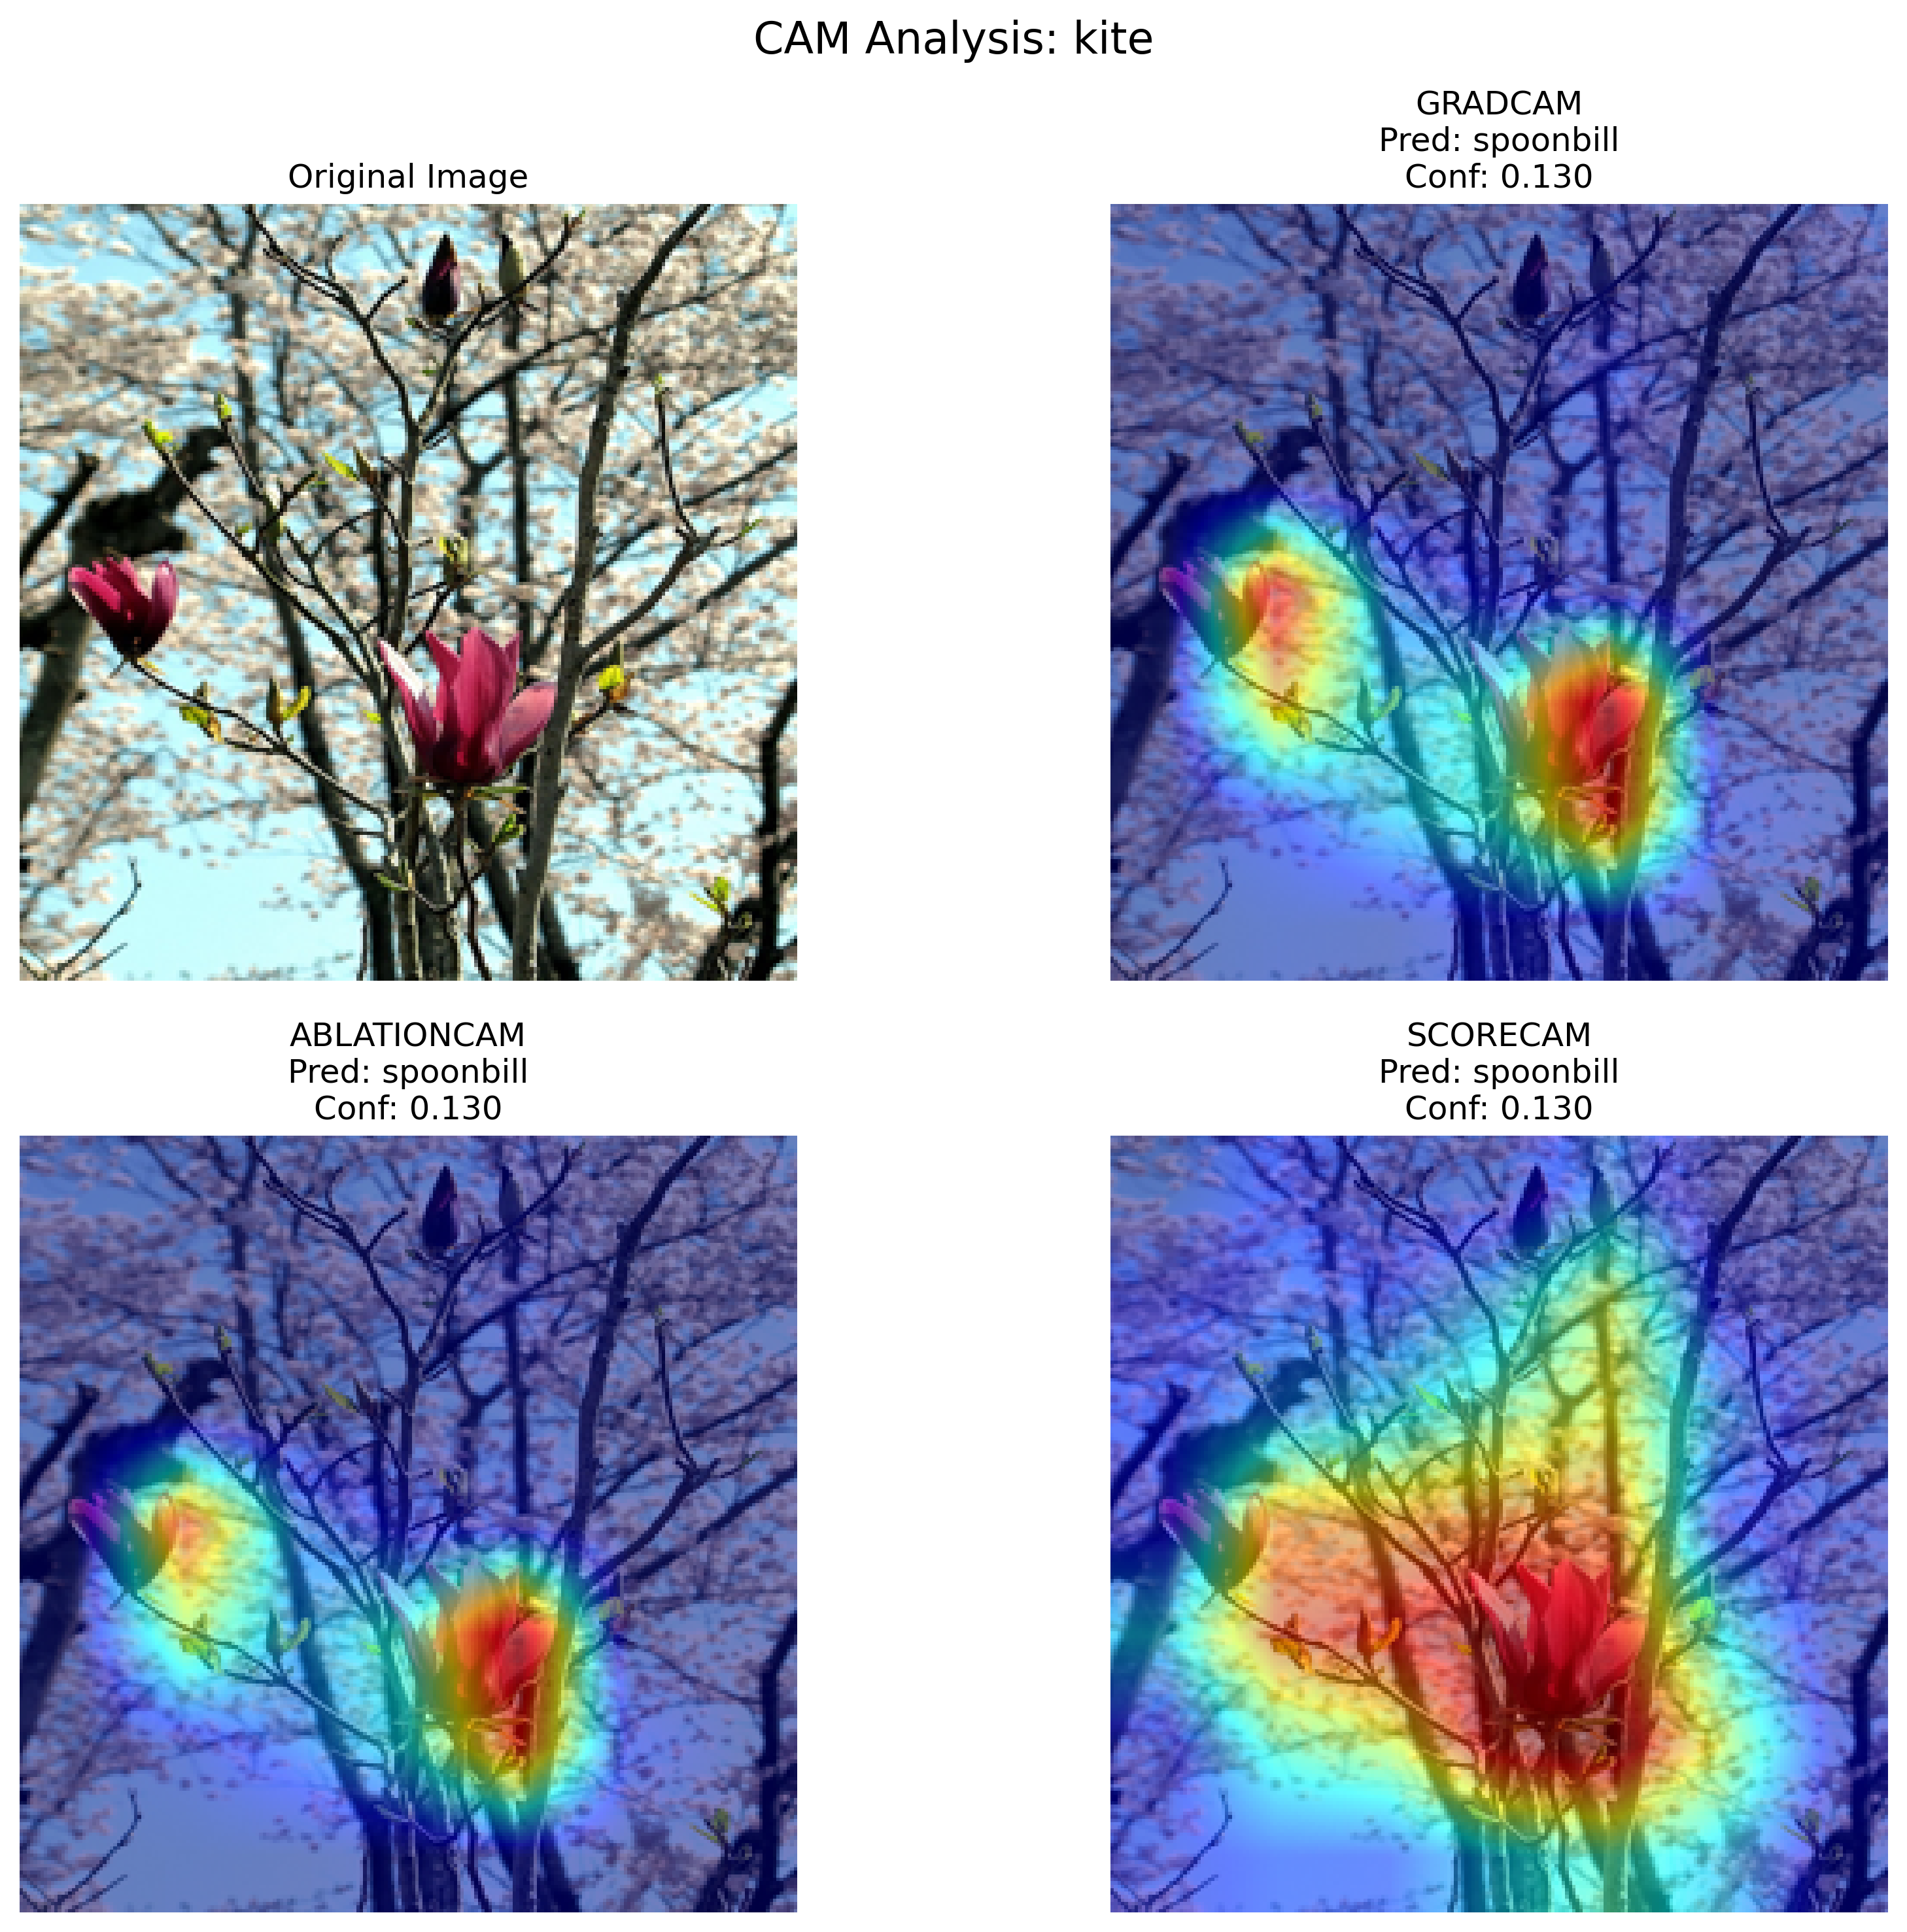 CAM Analysis: kite
Original Image
GRADCAM
Pred: spoonbill
Conf: 0.130
ABLATIONCAM
Pred: spoonbill
Conf: 0.130
SCORECAM
Pred: spoonbill
Conf: 0.130